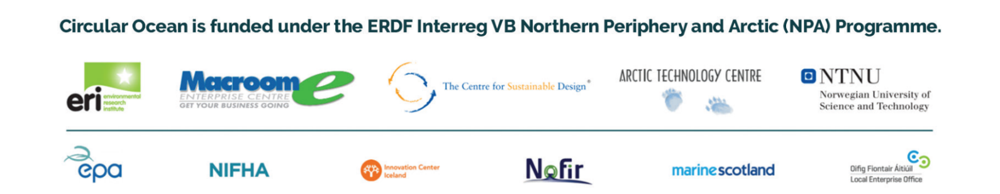 Circular Ocean is funded under the ERDF Interreg VB Northern Periphery and Arctic (NPA) Programme.
eri environmental
research
institute
Macroom e
ENTERPRISE CENTRE
GET YOUR BUSINESS GOING
The Centre for Sustainable Design®
ARCTIC TECHNOLOGY CENTRE
NTNU
Norwegian University of
Science and Technology
epa
NIFHA
Innovation Center
Iceland
Nofir
marinescotland
Oifig Fiontair Áitiúil
Local Enterprise Office